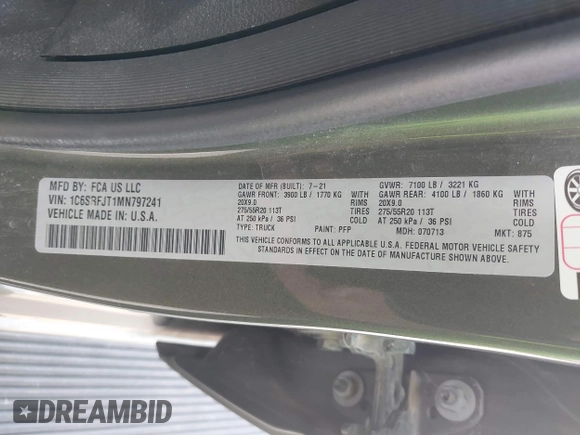 MFD BY: FCA US LLC
VIN: 1C6SRFJT1MN797241
VEHICLE MADE IN U.S.A.
DATE OF MFR (BUILT): 7-21
GAWR FRONT: 3900 LB / 1770 KG
WITH
20X9.0
RIMS
275/55R20 113T
TIRES
AT 250 kPa / 36 PSI
COLD
TYPE: TRUCK
PAINT: PFP
GVWR: 7100 LB / 3221 KG
GAWR REAR: 4100 LB / 1860 KG
WITH
20X9.0
RIMS
275/55R20 113T
TIRES
AT 250 kPa / 36 PSI
COLD
MDH: 070713
MKT: 875
THIS VEHICLE CONFORMS TO ALL APPLICABLE U.S.A. FEDERAL MOTOR VEHICLE SAFETY
STANDARDS IN EFFECT ON THE DATE OF MANUFACTURE SHOWN ABOVE.
DREAMBID